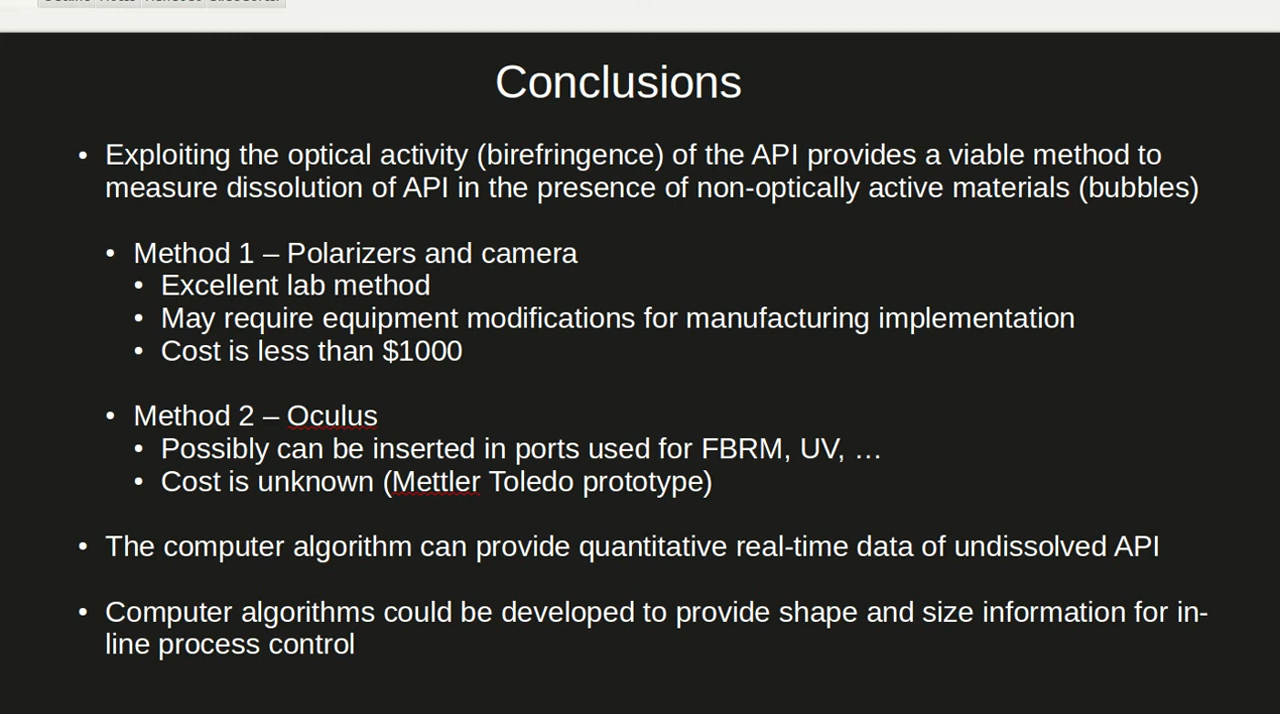 Conclusions
• Exploiting the optical activity (birefringence) of the API provides a viable method to
measure dissolution of API in the presence of non-optically active materials (bubbles)
• Method 1 – Polarizers and camera
• Excellent lab method
• May require equipment modifications for manufacturing implementation
• Cost is less than $1000
• Method 2 – Oculus
• Possibly can be inserted in ports used for FBRM, UV, …
• Cost is unknown (Mettler Toledo prototype)
• The computer algorithm can provide quantitative real-time data of undissolved API
• Computer algorithms could be developed to provide shape and size information for in-
line process control